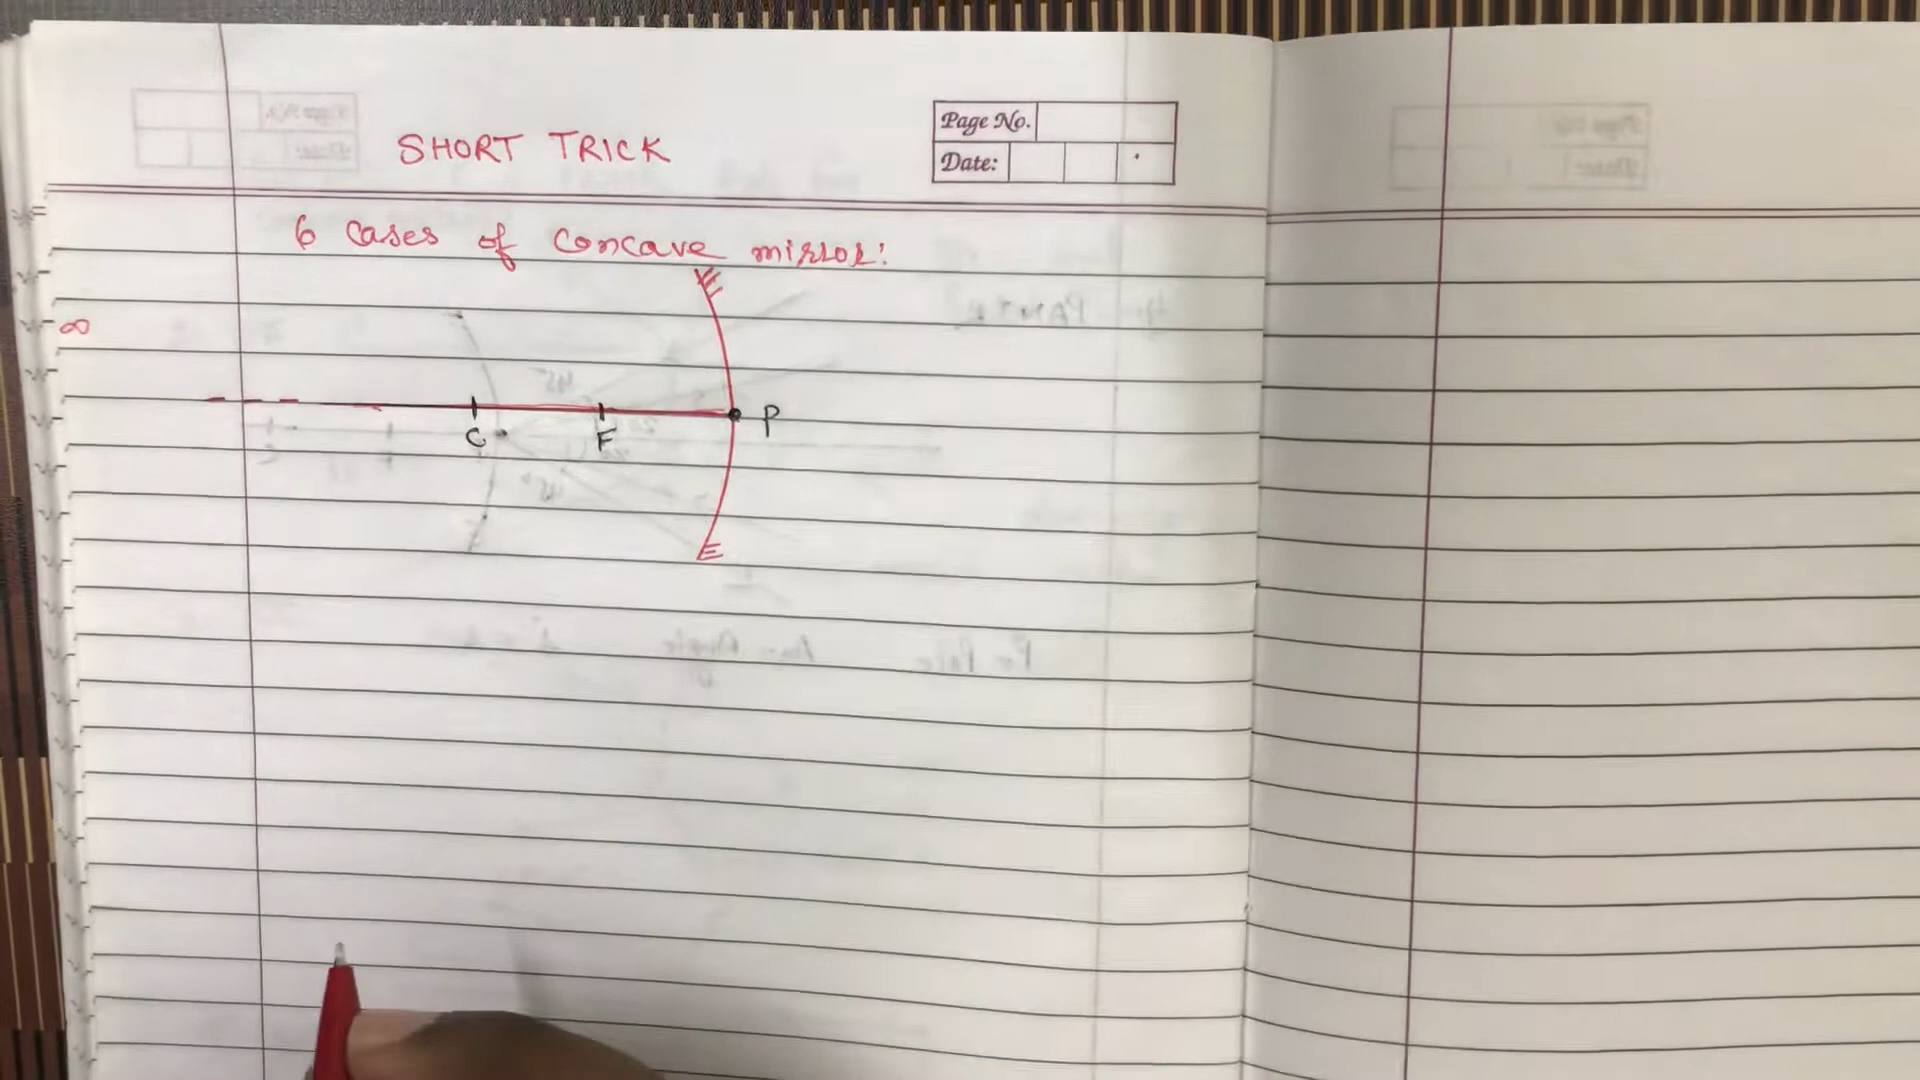 SHORT TRICK
Page No.
Date:
6 cases of concave mirror:
∞
C F P